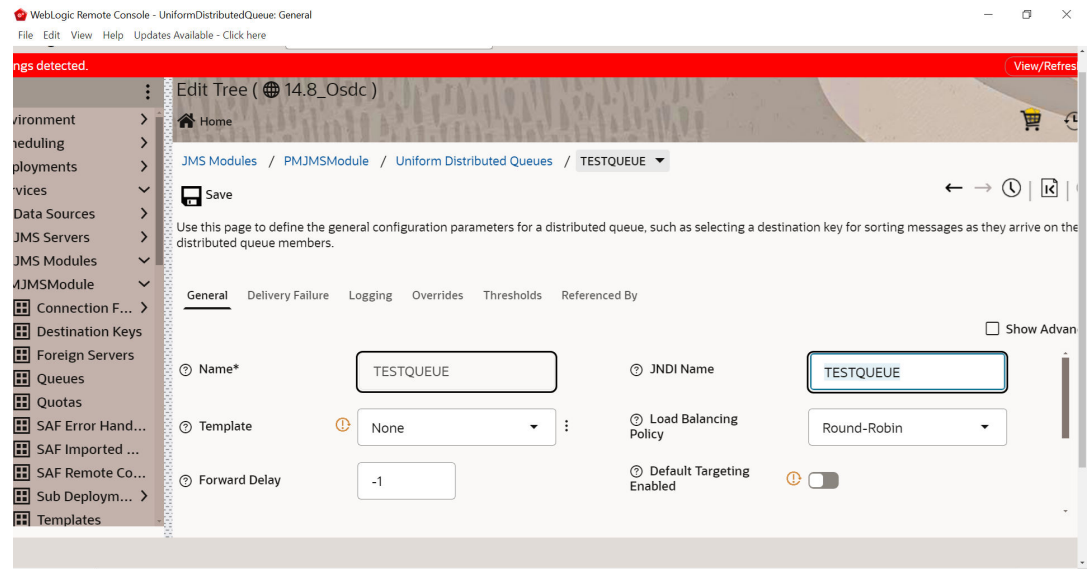 WebLogic Remote Console - UniformDistributedQueue: General
File Edit View Help Updates Available - Click here
ngs detected. View/Refres
Edit Tree ( 14.8_Osdc )
Home
vironment
heduling
ployments
vices
Data Sources
JMS Servers
JMS Modules
MJMSModule
Connection F...
Destination Keys
Foreign Servers
Queues
Quotas
SAF Error Hand...
SAF Imported ...
SAF Remote Co...
Sub Deploym...
Templates
JMS Modules / PMJMSModule / Uniform Distributed Queues / TESTQUEUE
Save
Use this page to define the general configuration parameters for a distributed queue, such as selecting a destination key for sorting messages as they arrive on the
distributed queue members.
General Delivery Failure Logging Overrides Thresholds Referenced By
Show Advan
Name* TESTQUEUE
JNDI Name TESTQUEUE
Template None
Load Balancing
Policy
Round-Robin
Forward Delay -1
Default Targeting
Enabled